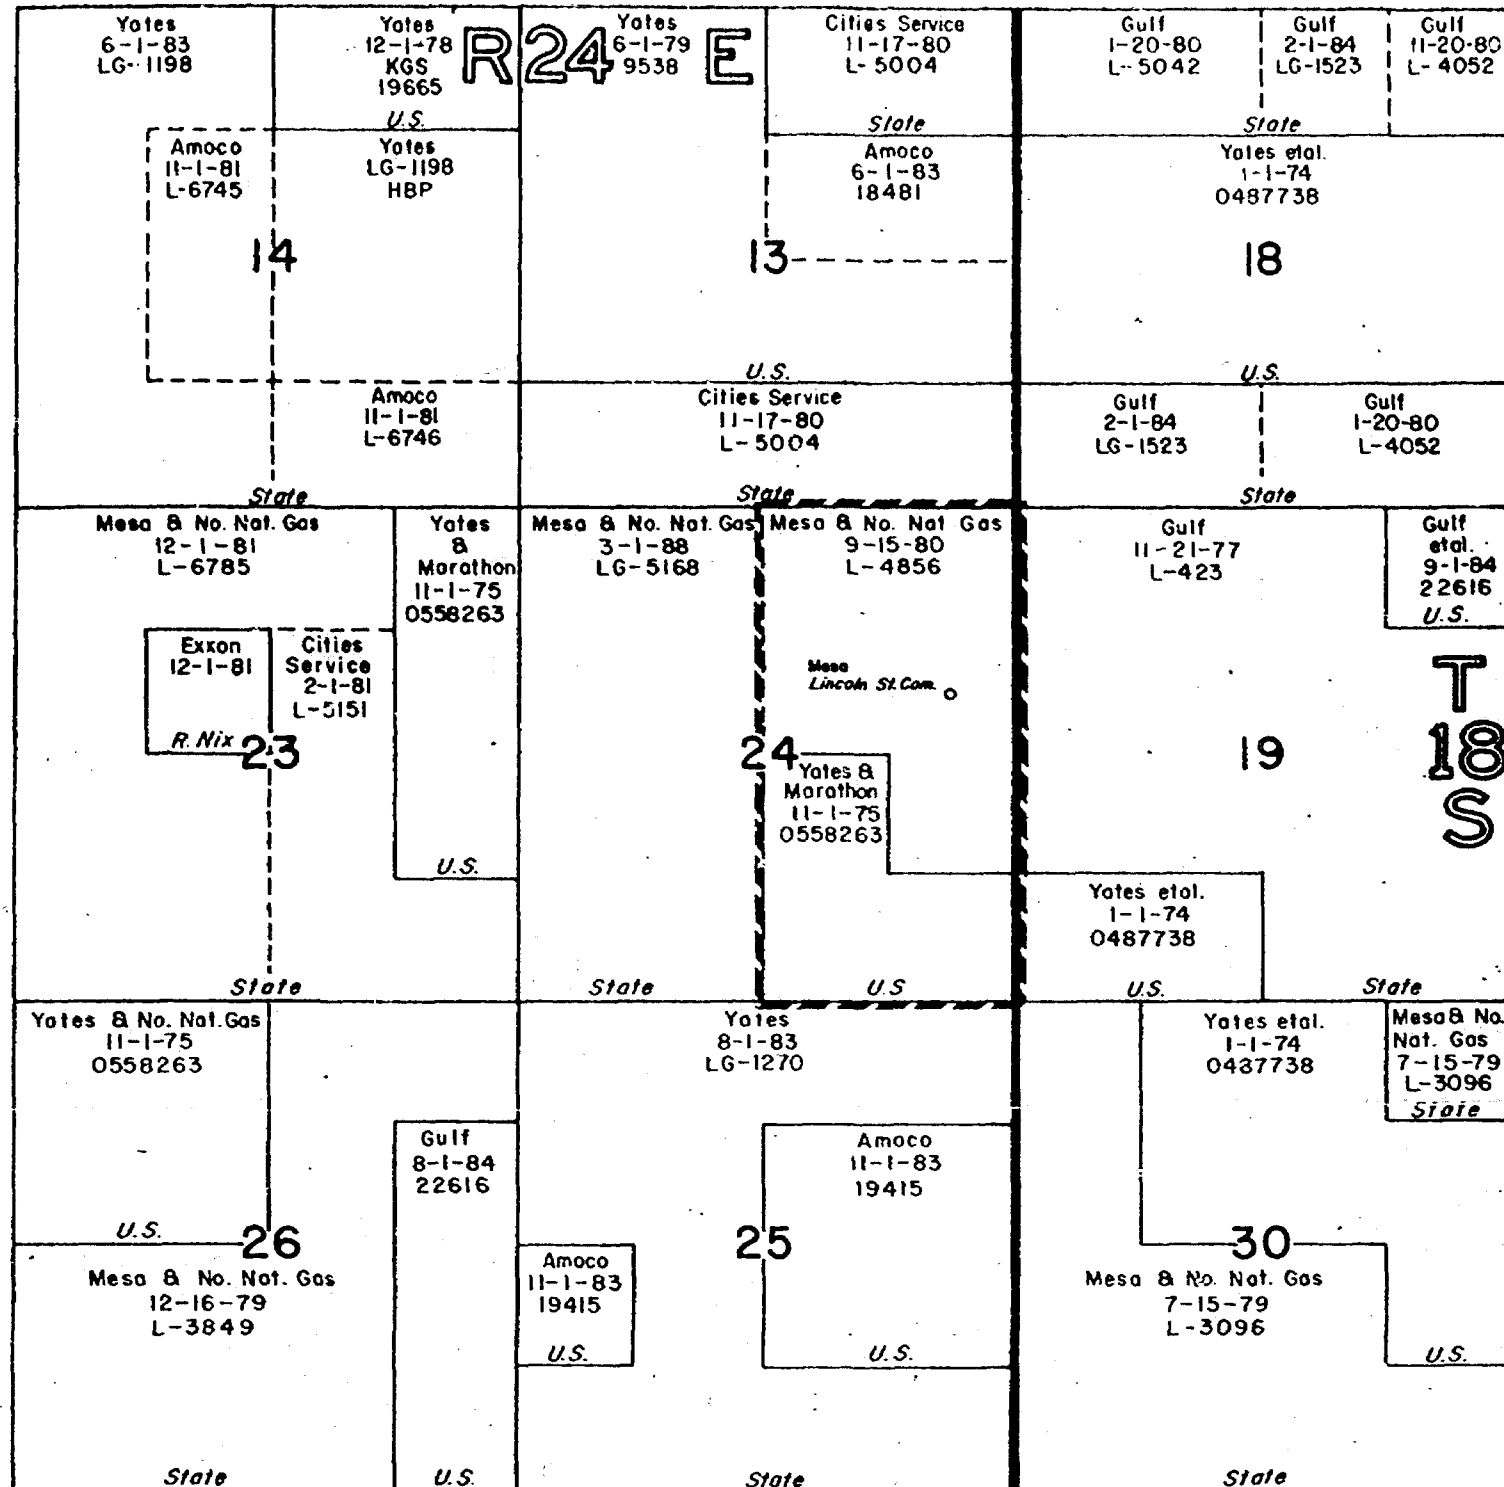 R 24 E
Yates
6-1-83
LG-1198
Yates
12-1-78
KGS
19665
U.S.
Yates
6-1-79
9538
Cities Service
11-17-80
L-5004
State
Gulf
1-20-80
L-5042
Gulf
2-1-84
LG-1523
State
Gulf
11-20-80
L-4052
Amoco
11-1-81
L-6745
Yates
LG-1198
HBP
14
Amoco
6-1-83
18481
13
U.S.
Yates etal.
1-1-74
0487738
18
U.S.
Amoco
11-1-81
L-6746
State
Cities Service
11-17-80
L-5004
State
Gulf
2-1-84
LG-1523
Gulf
1-20-80
L-4052
State
Mesa & No. Nat. Gas
12-1-81
L-6785
Yates
&
Marathon
11-1-75
0558263
U.S.
Exxon
12-1-81
R. Nix
Cities
Service
2-1-81
L-5151
23
State
Mesa & No. Nat. Gas
3-1-88
LG-5168
State
Mesa & No. Nat Gas
9-15-80
L-4856
Mesa
Lincoln St. Com.
24
Yates &
Marathon
11-1-75
0558263
U.S
Gulf
11-21-77
L-423
Gulf
etal.
9-1-84
22616
U.S.
T
18
S
19
Yates etal.
1-1-74
0487738
U.S.
State
Yates & No. Nat. Gas
11-1-75
0558263
U.S.
26
Gulf
8-1-84
22616
U.S.
Mesa & No. Nat. Gas
12-16-79
L-3849
State
Yates
8-1-83
LG-1270
Amoco
11-1-83
19415
U.S.
25
Amoco
11-1-83
19415
U.S.
State
Yates etal.
1-1-74
0487738
Mesa & No.
Nat. Gas
7-15-79
L-3096
State
30
Mesa & No. Nat. Gas
7-15-79
L-3096
U.S.
State